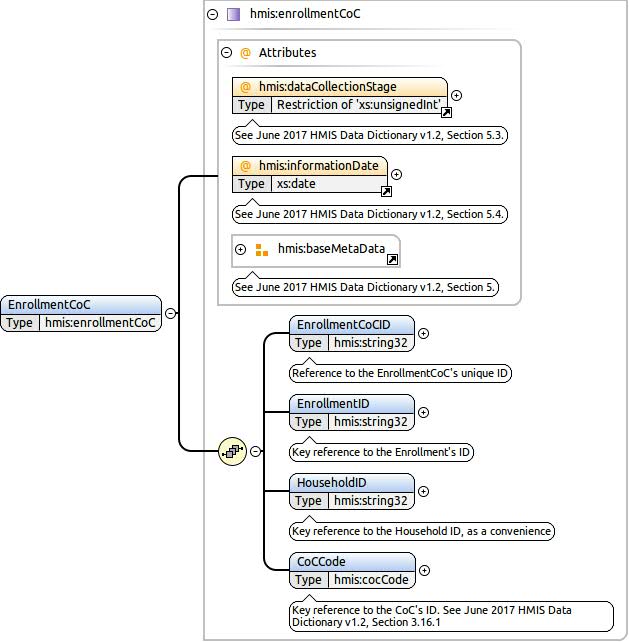 hmis:enrollmentCoC
@ Attributes
@ hmis:dataCollectionStage
Type Restriction of 'xs:unsignedInt'
See June 2017 HMIS Data Dictionary v1.2, Section 5.3.
@ hmis:informationDate
Type xs:date
See June 2017 HMIS Data Dictionary v1.2, Section 5.4.
hmis:baseMetaData
See June 2017 HMIS Data Dictionary v1.2, Section 5.
EnrollmentCoC
Type hmis:enrollmentCoC
EnrollmentCoCID
Type hmis:string32
Reference to the EnrollmentCoC's unique ID
EnrollmentID
Type hmis:string32
Key reference to the Enrollment's ID
HouseholdID
Type hmis:string32
Key reference to the Household ID, as a convenience
CoCCode
Type hmis:cocCode
Key reference to the CoC's ID. See June 2017 HMIS Data
Dictionary v1.2, Section 3.16.1